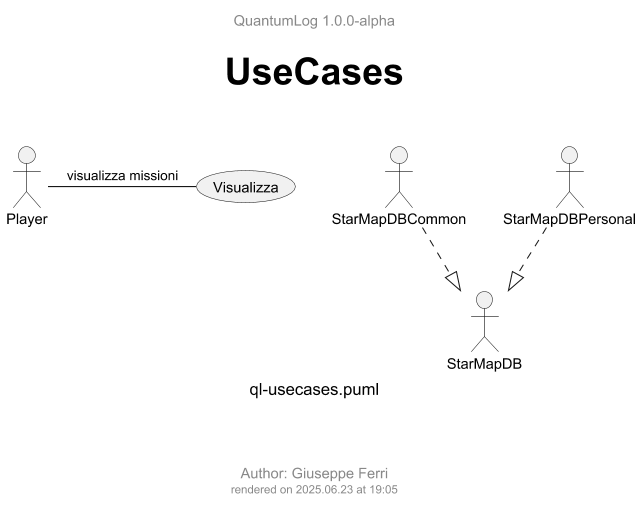 QuantumLog 1.0.0-alpha
UseCases
visualizza missioni
Visualizza
Player
StarMapDBCommon
StarMapDBPersonal
StarMapDB
ql-usecases.puml
Author: Giuseppe Ferri
rendered on 2025.06.23 at 19:05